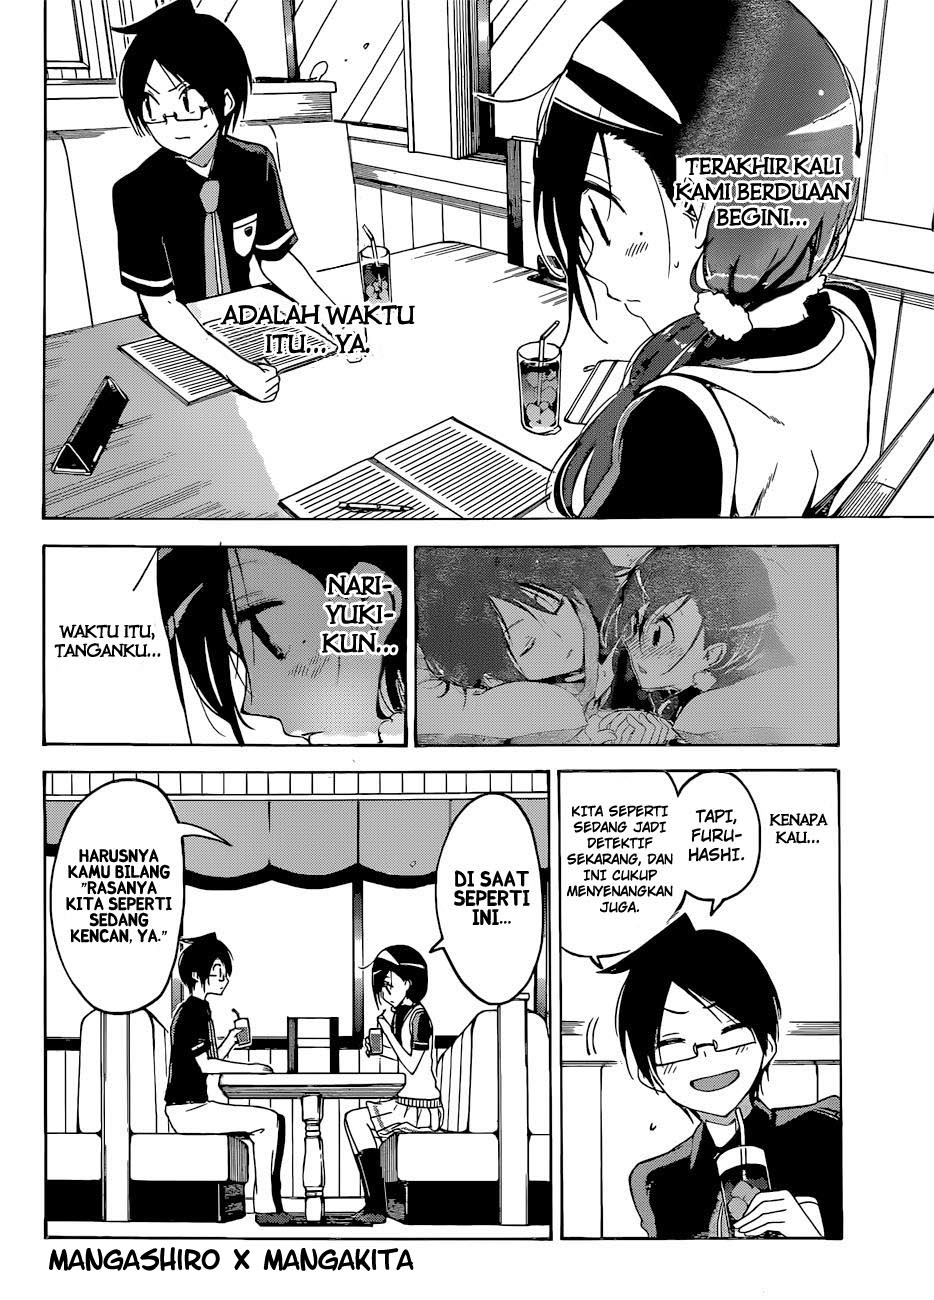 TERAKHIR KALI
KAMI BERDUAAN
BEGINI...
ADALAH WAKTU
ITU... YA.
NARI-
YUKI-
KUN...
WAKTU ITU,
TANGANKU...
KENAPA
KALI...
TAPI,
FURU-
HASHI.
KITA SEPERTI
SEDANG JADI
DETEKTIF
SEKARANG, DAN
INI CUKUP
MENYENANGKAN
JUGA.
DI SAAT
SEPERTI
INI...
HARUSNYA
KAMU BILANG
"RASANYA
KITA SEPERTI
SEDANG
KENCAN, YA."
MANGASHIRO X MANGAKITA